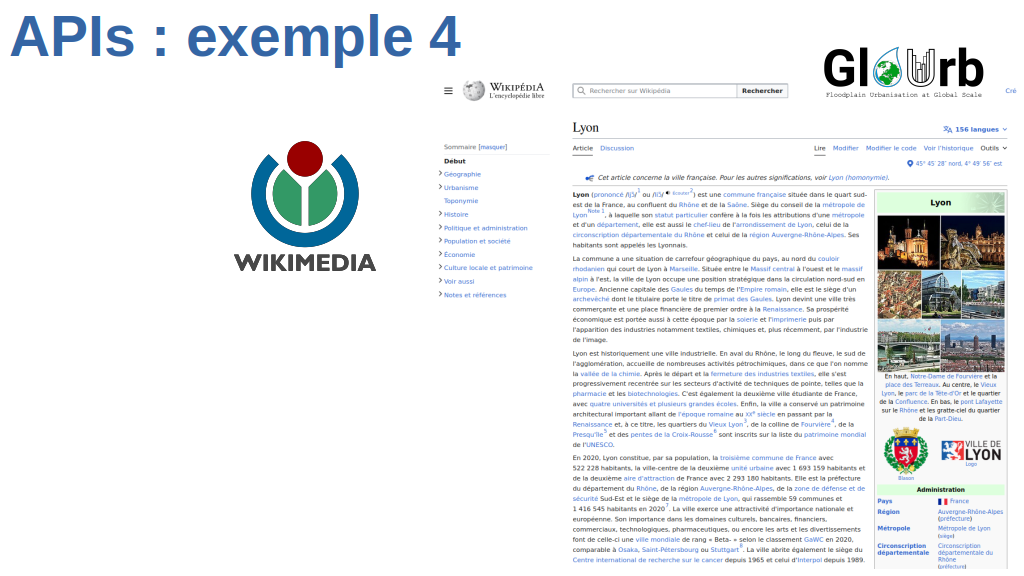 APIs : exemple 4
Gl Urb
Floodplain Urbanisation at Global Scale
WIKIMEDIA
WIKIPÉDIA
L'encyclopédie libre
Rechercher sur Wikipédia
Rechercher
Cré
Sommaire [masquer]
Début
Géographie
Urbanisme
Toponymie
Histoire
Politique et administration
Population et société
Économie
Culture locale et patrimoine
Voir aussi
Notes et références
Lyon
156 langues
Article Discussion
Lire Modifier Modifier le code Voir l'historique Outils
45° 45′ 28″ nord, 4° 49′ 56″ est
Cet article concerne la ville française. Pour les autres significations, voir Lyon (homonymie).
Lyon (prononcé /ljɔ̃/ 1 ou /liɔ̃/ Écouter 2) est une commune française située dans le quart sud-
est de la France, au confluent du Rhône et de la Saône. Siège du conseil de la métropole de
Lyon Note 1, à laquelle son statut particulier confère à la fois les attributions d'une métropole
et d'un département, elle est aussi le chef-lieu de l'arrondissement de Lyon, celui de la
circonscription départementale du Rhône et celui de la région Auvergne-Rhône-Alpes. Ses
habitants sont appelés les Lyonnais.
La commune a une situation de carrefour géographique du pays, au nord du couloir
rhodanien qui court de Lyon à Marseille. Située entre le Massif central à l'ouest et le massif
alpin à l'est, la ville de Lyon occupe une position stratégique dans la circulation nord-sud en
Europe. Ancienne capitale des Gaules du temps de l'Empire romain, elle est le siège d'un
archevêché dont le titulaire porte le titre de primat des Gaules. Lyon devint une ville très
commerçante et une place financière de premier ordre à la Renaissance. Sa prospérité
économique est portée aussi à cette époque par la soierie et l'imprimerie puis par
l'apparition des industries notamment textiles, chimiques et, plus récemment, par l'industrie
de l'image.
Lyon est historiquement une ville industrielle. En aval du Rhône, le long du fleuve, le sud de
l'agglomération, accueille de nombreuses activités pétrochimiques, dans ce que l'on nomme
la vallée de la chimie. Après le départ et la fermeture des industries textiles, elle s'est
progressivement recentrée sur les secteurs d'activité de techniques de pointe, telles que la
pharmacie et les biotechnologies. C'est également la deuxième ville étudiante de France,
avec quatre universités et plusieurs grandes écoles. Enfin, la ville a conservé un patrimoine
architectural important allant de l'époque romaine au XXe siècle en passant par la
Renaissance et, à ce titre, les quartiers du Vieux Lyon 3, de la colline de Fourvière 4, de la
Presqu'île 5 et des pentes de la Croix-Rousse 6 sont inscrits sur la liste du patrimoine mondial
de l'UNESCO.
En 2020, Lyon constitue, par sa population, la troisième commune de France avec
522 228 habitants, la ville-centre de la deuxième unité urbaine avec 1 693 159 habitants et
de la deuxième aire d'attraction de France avec 2 293 180 habitants. Elle est la préfecture
du département du Rhône, de la région Auvergne-Rhône-Alpes, de la zone de défense et de
sécurité Sud-Est et le siège de la métropole de Lyon, qui rassemble 59 communes et
1 416 545 habitants en 2020 7. La ville exerce une attractivité d'importance nationale et
européenne. Son importance dans les domaines culturels, bancaires, financiers,
commerciaux, technologiques, pharmaceutiques, ou encore les arts et les divertissements
font de celle-ci une ville mondiale de rang « Beta- » selon le classement GaWC en 2020,
comparable à Osaka, Saint-Pétersbourg ou Stuttgart 8. La ville abrite également le siège du
Centre international de recherche sur le cancer depuis 1965 et celui d'Interpol depuis 1989.
Lyon
En haut, Notre-Dame de Fourvière et la
place des Terreaux. Au centre, le Vieux
Lyon, le parc de la Tête-d'Or et le quartier
de la Confluence. En bas, le pont Lafayette
sur le Rhône et les gratte-ciel du quartier
de la Part-Dieu.
VILLE DE
LYON
Logo
Blason
Administration
Pays France
Région Auvergne-Rhône-Alpes
(préfecture)
Métropole Métropole de Lyon
(siège)
Circonscription départementale Circonscription
départementale du
Rhône
(préfecture)